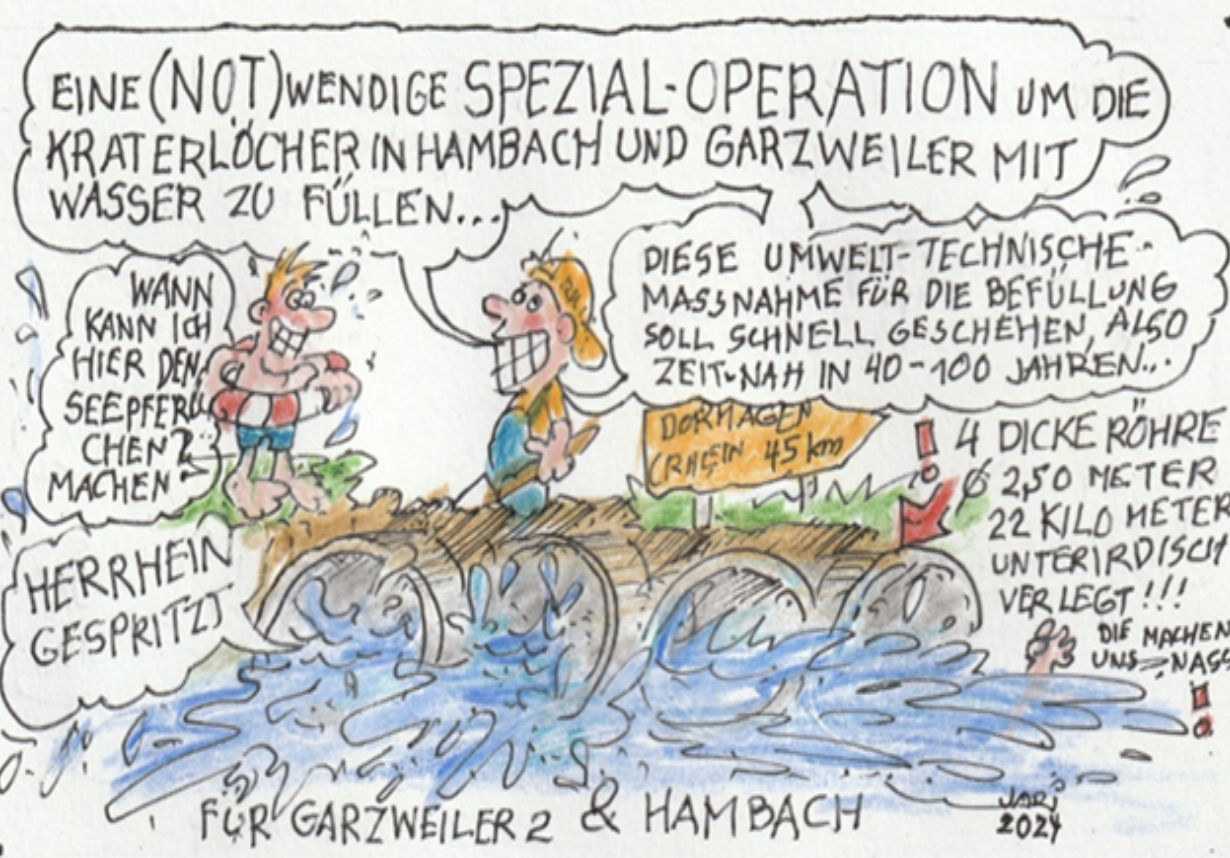 EINE (NOT)WENDIGE SPEZIAL-OPERATION UM DIE
KRATERLÖCHER IN HAMBACH UND GARZWEILER MIT
WASSER ZU FÜLLEN...
DIESE UMWELT-TECHNISCHE
MASSNAHME FÜR DIE BEFÜLLUNG
SOLL SCHNELL GESCHEHEN, ALSO
ZEIT-NAH IN 40-100 JAHREN...
WANN
KANN ICH
HIER DEN
SEEPFERD
CHEN?
MACHEN
DORMAGEN
(RHEIN 45 km
! 4 DICKE RÖHRE
Ø 2,50 METER
22 KILOMETER
UNTERIRDISCH
VERLEGT!!!
HERRHEIN
GESPRITZT
DIE MACHEN
UNS NASS
!
FÜR GARZWEILER 2 & HAMBACH
JARI
2024